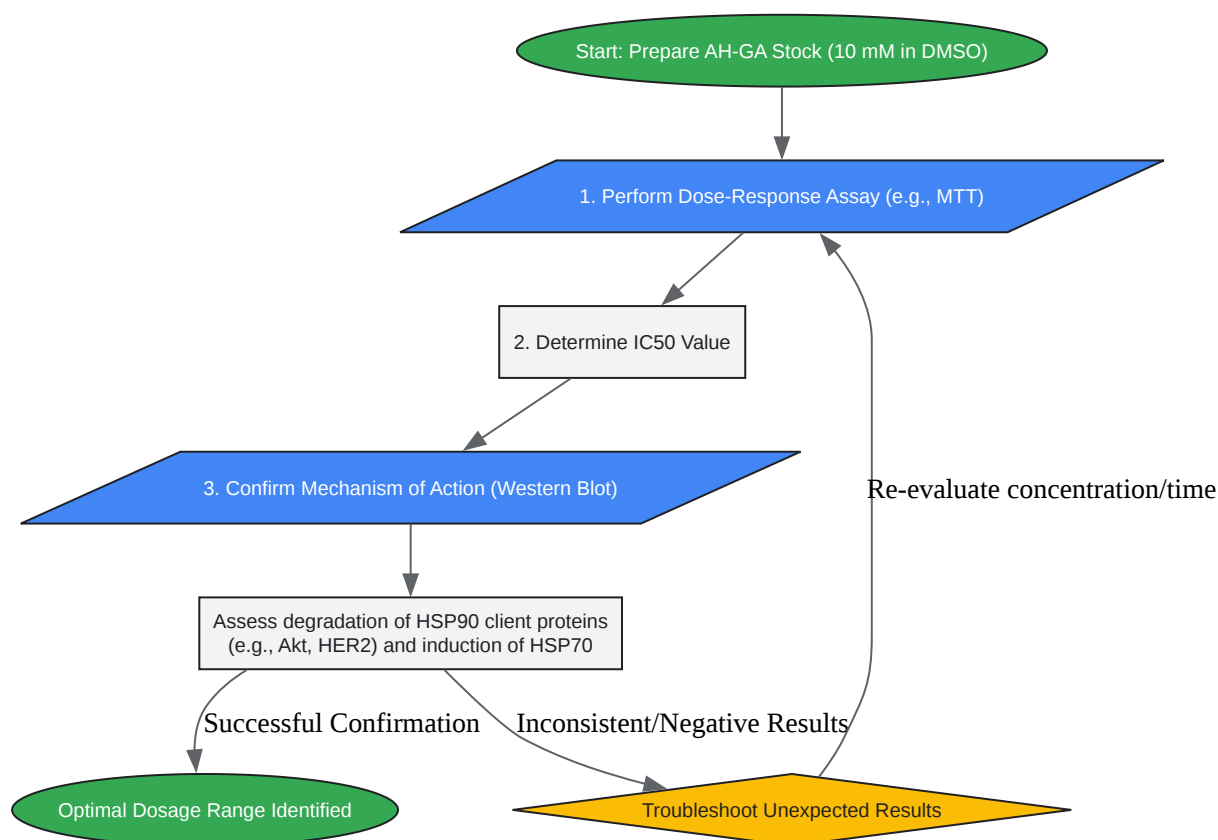 Start: Prepare AH-GA Stock (10 mM in DMSO)
1. Perform Dose-Response Assay (e.g., MTT)
2. Determine IC50 Value
3. Confirm Mechanism of Action (Western Blot)
Re-evaluate concentration/time
Assess degradation of HSP90 client proteins
(e.g., Akt, HER2) and induction of HSP70
Successful Confirmation
Inconsistent/Negative Results
Optimal Dosage Range Identified
Troubleshoot Unexpected Results